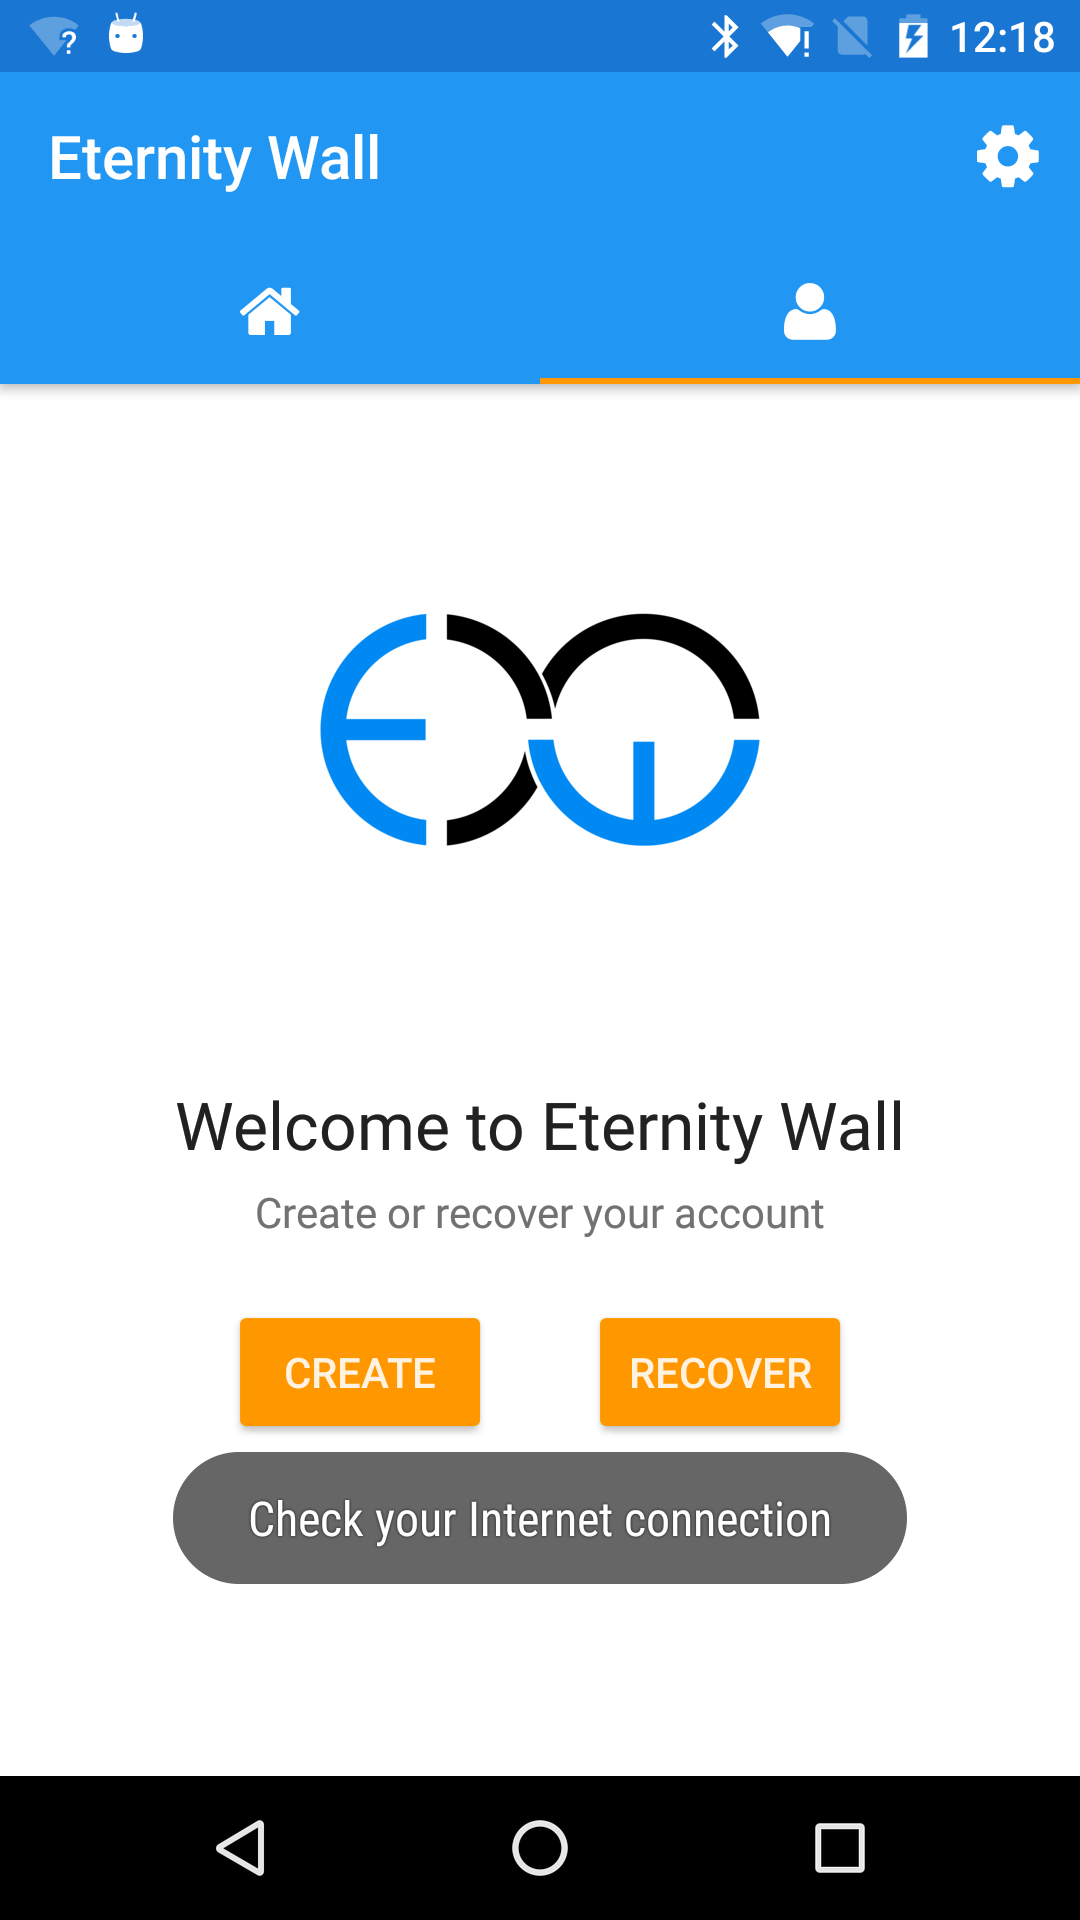 12:18
Eternity Wall
Welcome to Eternity Wall
Create or recover your account
CREATE RECOVER
Check your Internet connection